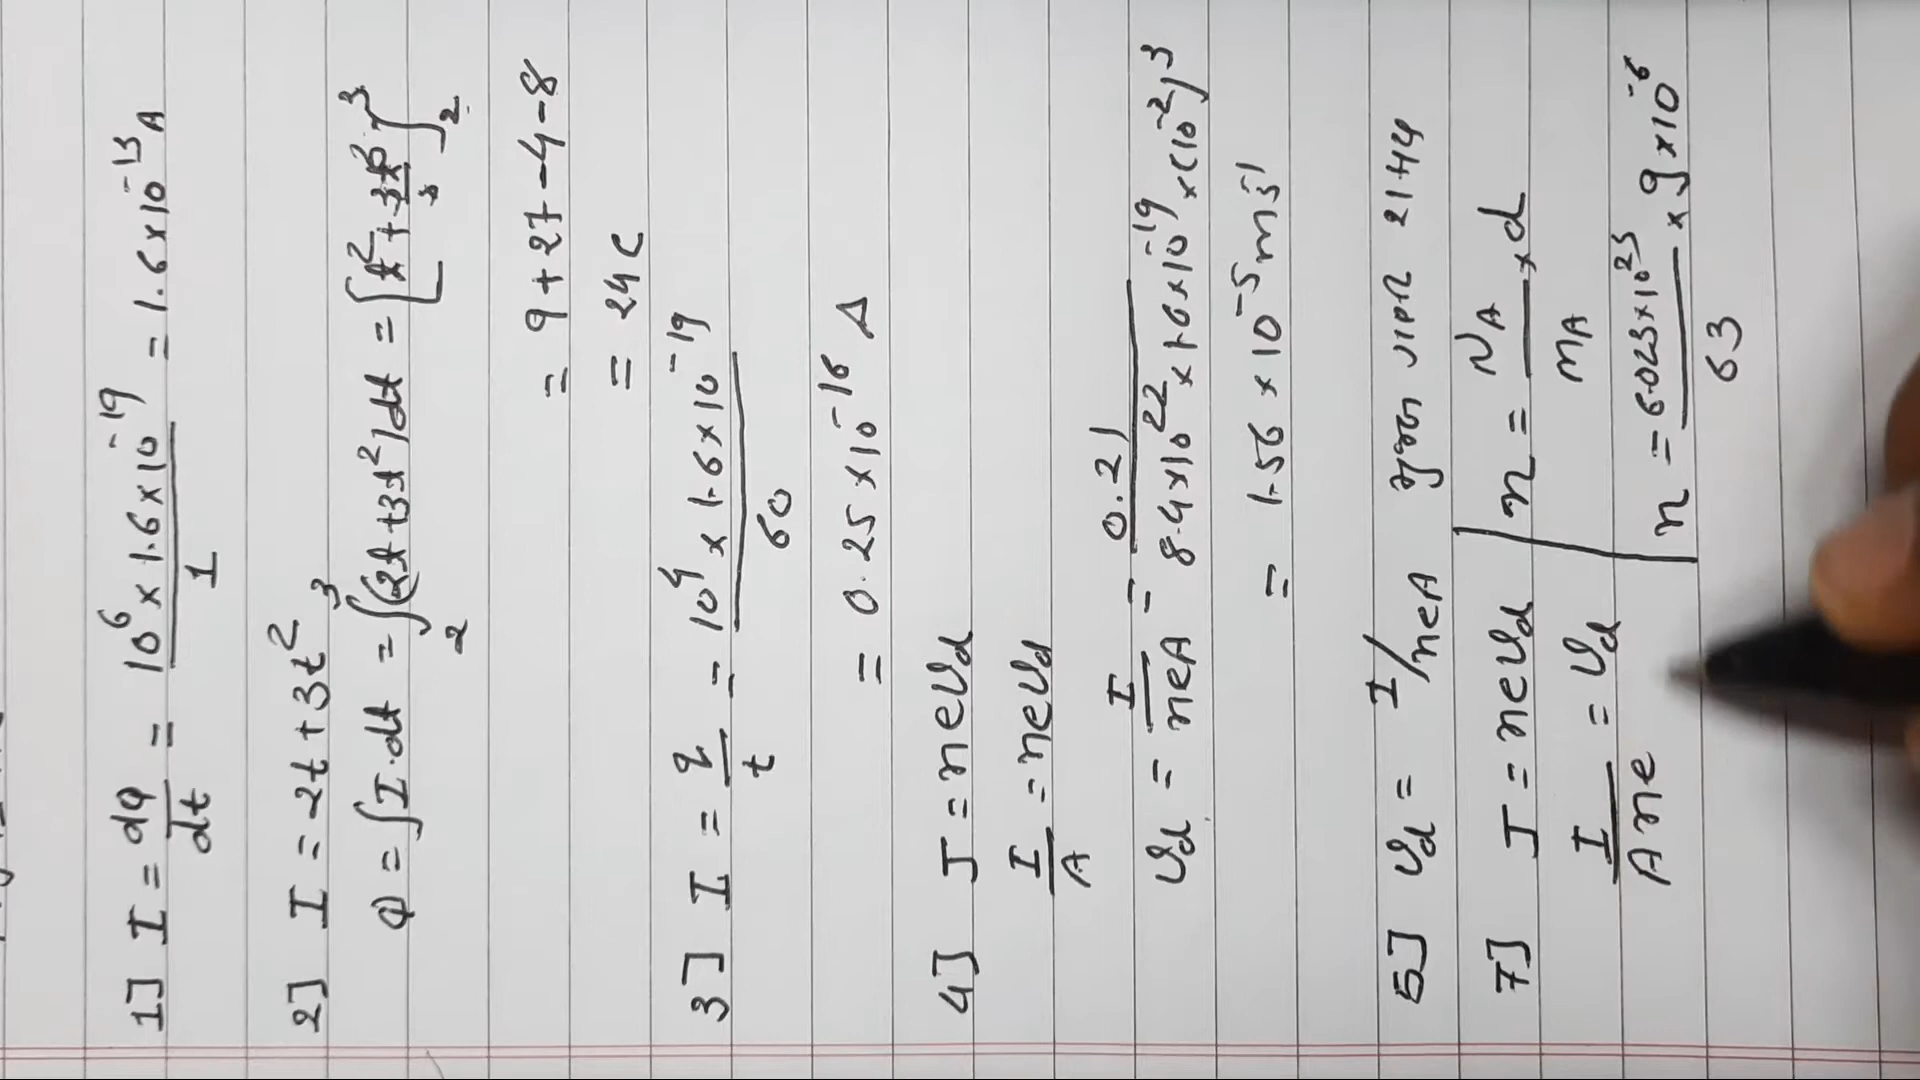 1] I = dQ/dt = 10⁶ × 1.6 × 10⁻¹⁹ / 1 = 1.6 × 10⁻¹³ A
2] I = 2t + 3t²
Q = ∫I·dt = ∫₂³(2t + 3t²)dt = [t² + 3t³/3]₂³
= 9 + 27 - 4 - 8
= 24 C
3] I = q/t = 10⁴ × 1.6 × 10⁻¹⁹ / 60
= 0.25 × 10⁻¹⁶ A
4] J = neVd
I/A = neVd
Vd = I/neA = 0.21 / 8.4 × 10²² × 1.6 × 10⁻¹⁹ × (10⁻²)³
= 1.56 × 10⁻⁵ ms⁻¹
5] Vd = I/neA
7] J = neVd | n = NA/MA × d
I/Ane = Vd | n = 6.023 × 10²³ / 63 × 9 × 10⁻⁶